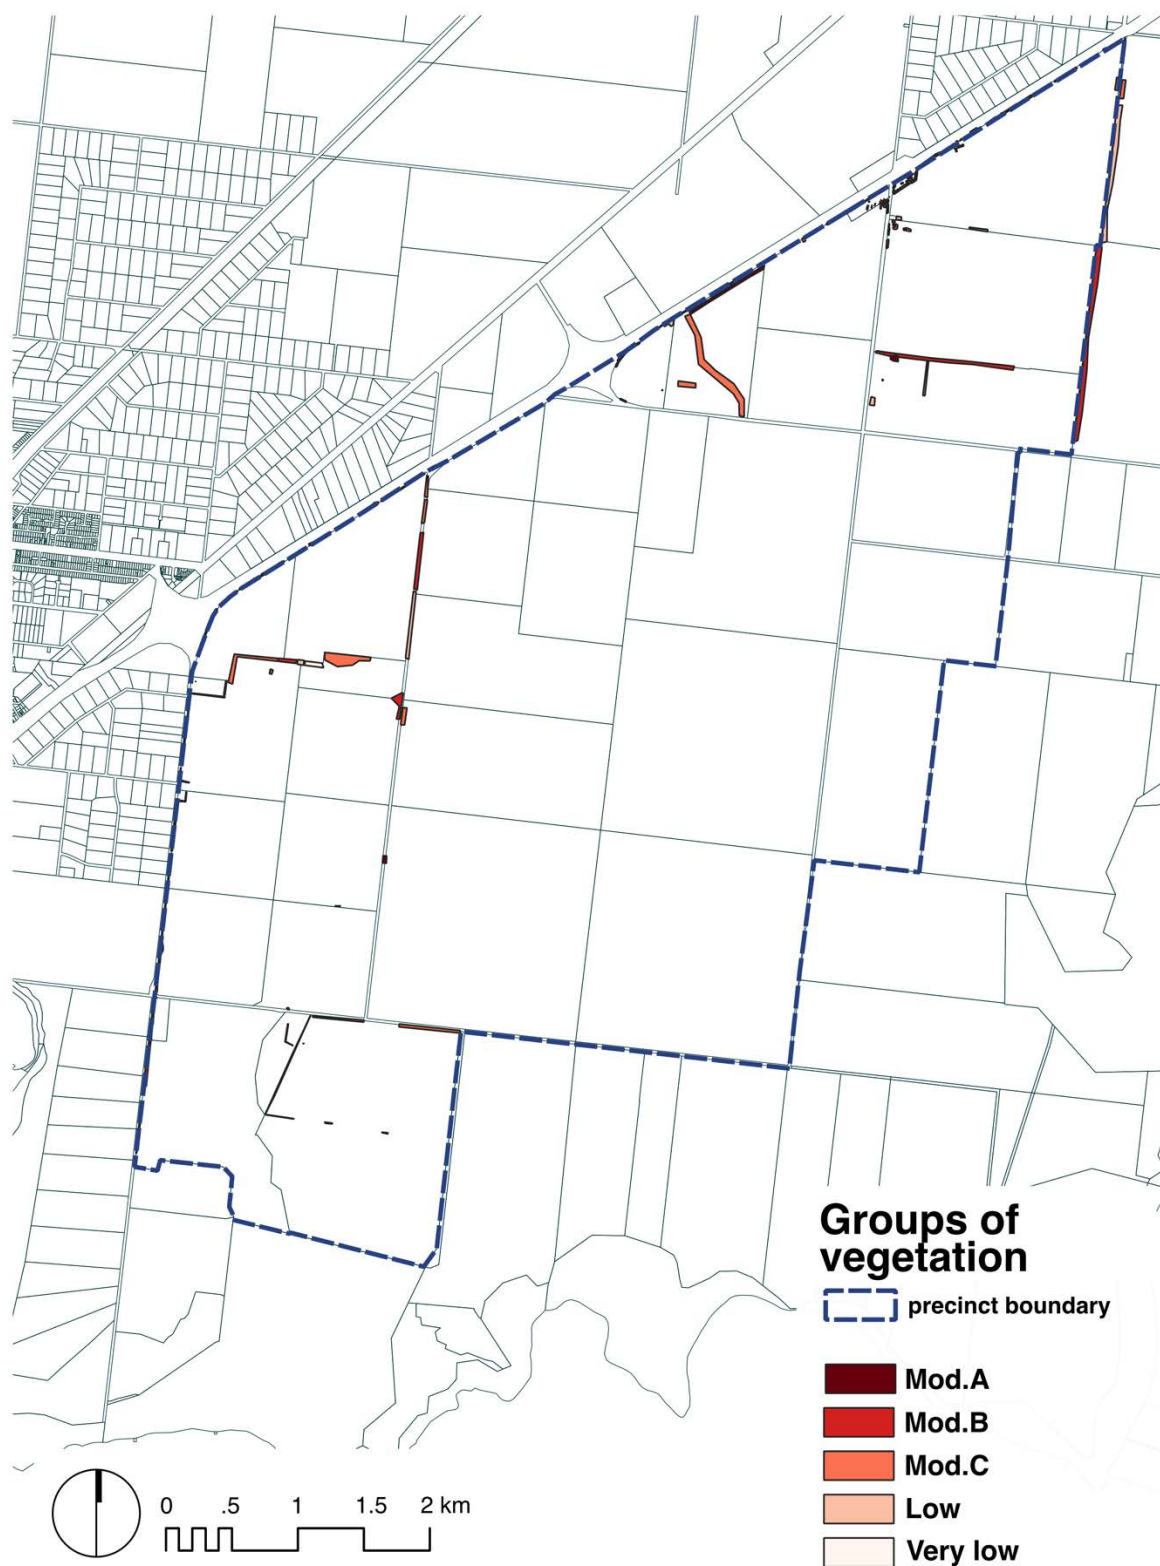 Groups of
vegetation
precinct boundary
Mod.A
Mod.B
Mod.C
Low
Very low
0 .5 1 1.5 2 km